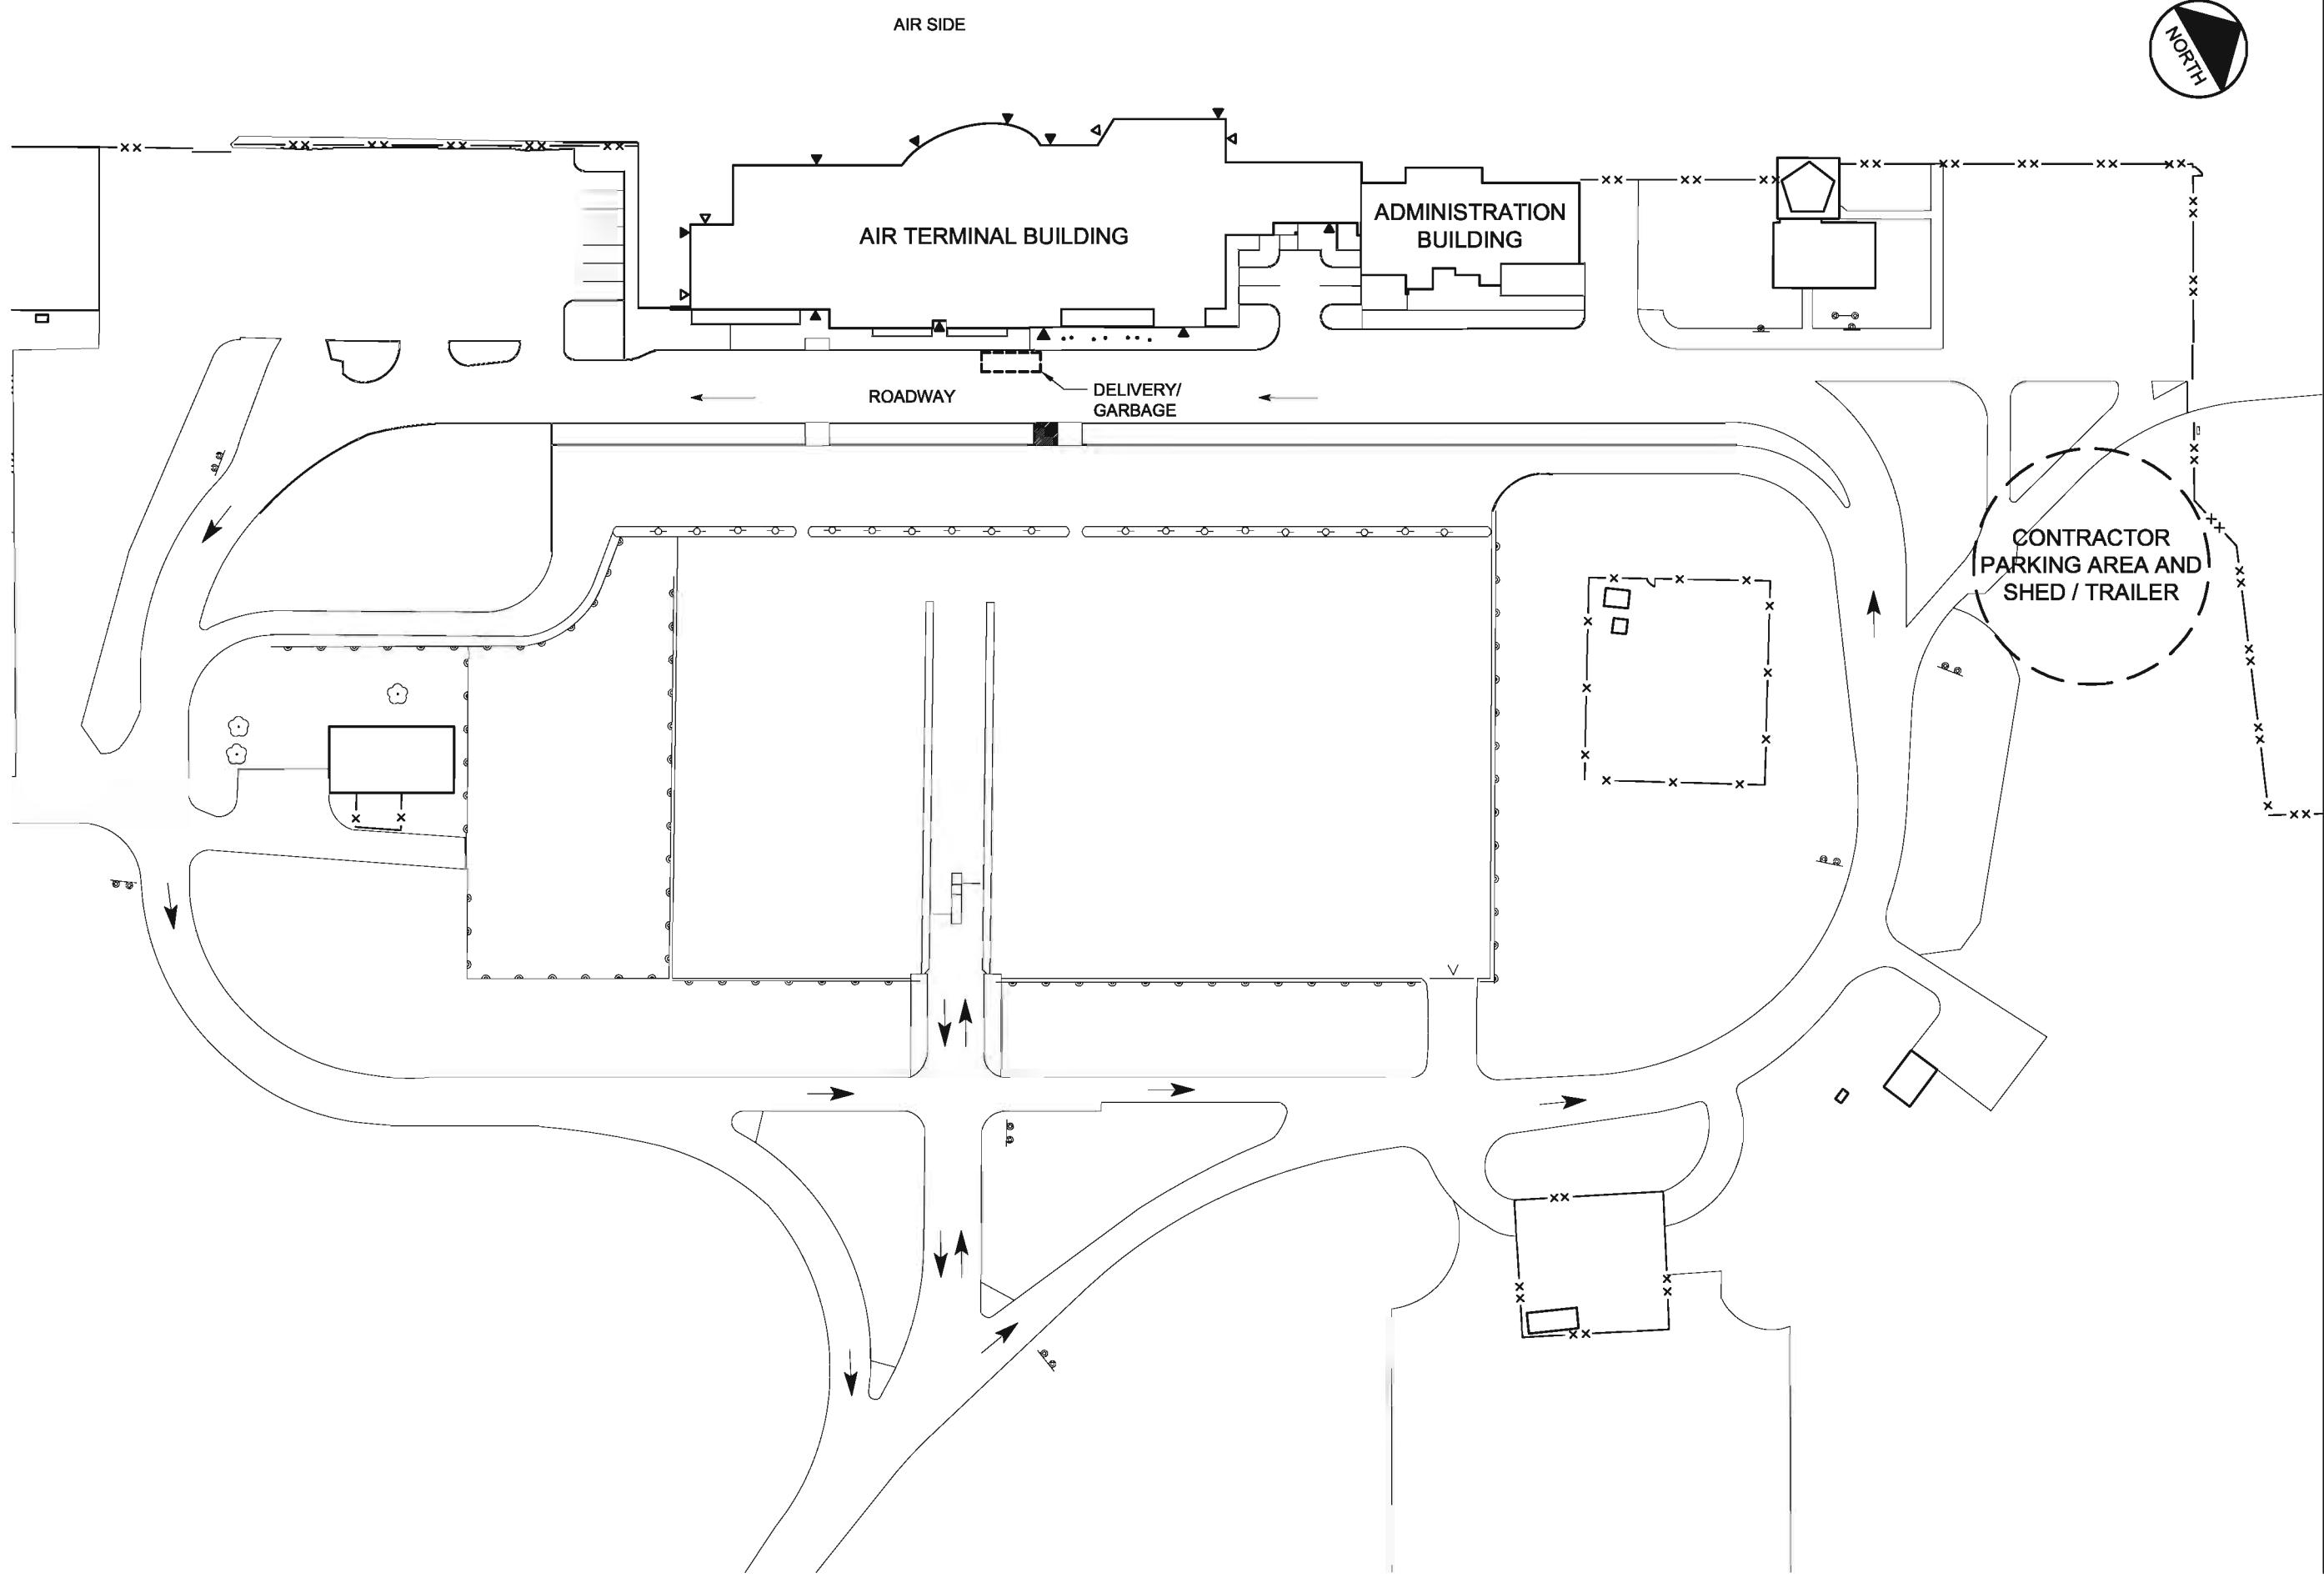 AIR SIDE
NORTH
AIR TERMINAL BUILDING
ADMINISTRATION
BUILDING
ROADWAY
DELIVERY/
GARBAGE
CONTRACTOR
PARKING AREA AND
SHED / TRAILER